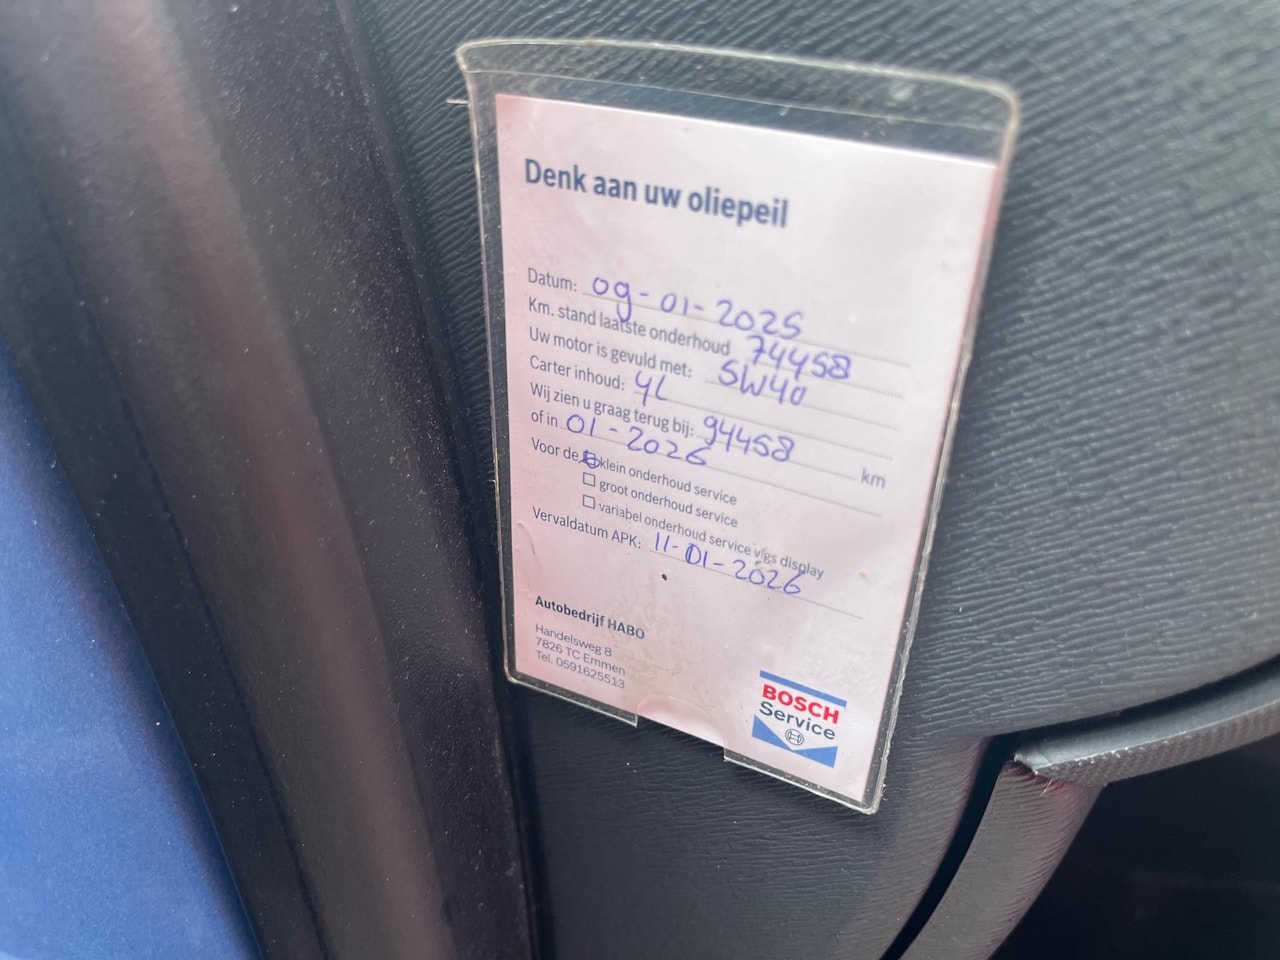 Denk aan uw oliepeil
Datum: 09-01-2025
Km. stand laatste onderhoud 74458
Uw motor is gevuld met: 5W40
Carter inhoud: 4L
Wij zien u graag terug bij: 94458 km
of in 01-2026
Voor de klein onderhoud service
groot onderhoud service
variabel onderhoud service vlgs display
Vervaldatum APK: 11-01-2026
Autobedrijf HABO
Handelsweg 8
7826 TC Emmen
Tel. 0591625513
BOSCH
Service